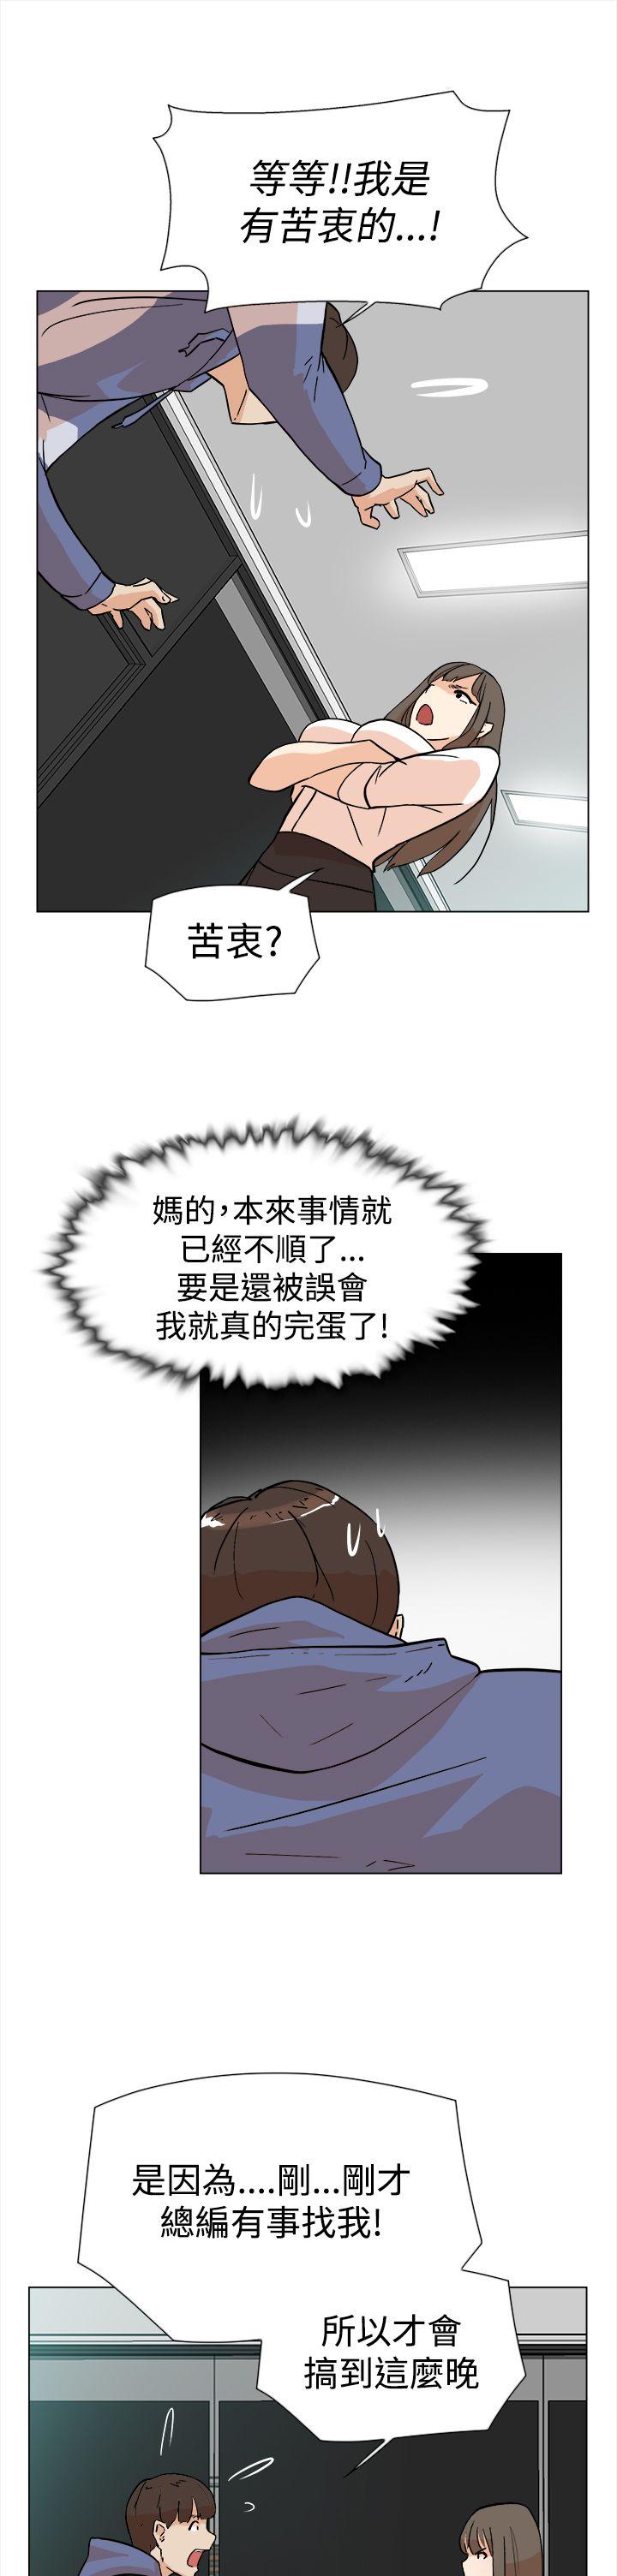 等等!!我是
有苦衷的...!
苦衷?
媽的,本來事情就
已經不順了...
要是還被誤會
我就真的完蛋了!
是因為....剛...剛才
總編有事找我!
所以才會
搞到這麼晚